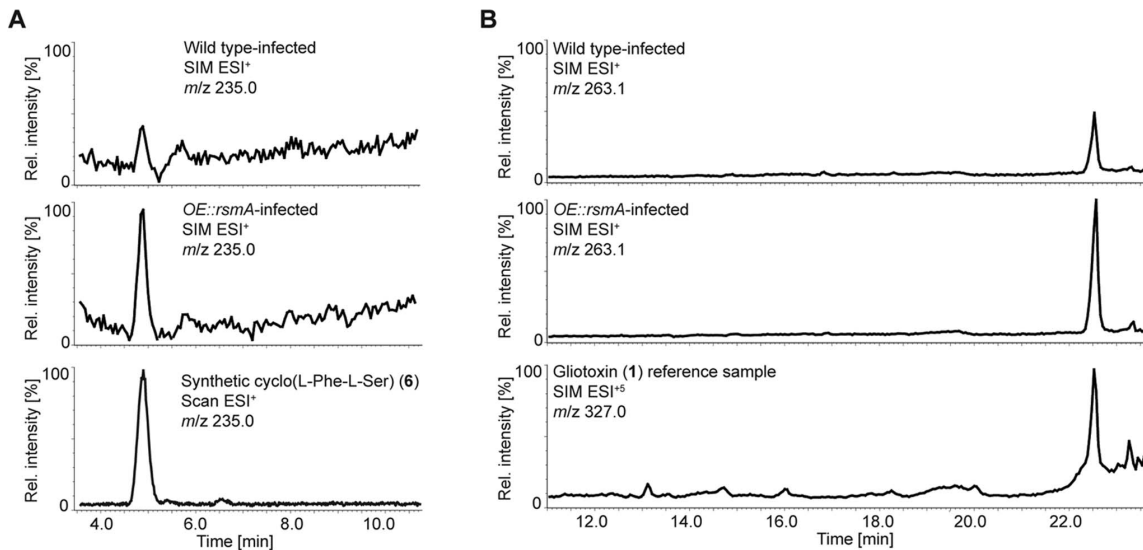 A
Rel. intensity [%]
100
0
Wild type-infected
SIM ESI+
m/z 235.0
Rel. intensity [%]
100
0
OE::rsmA-infected
SIM ESI+
m/z 235.0
Rel. intensity [%]
100
0
Synthetic cyclo(L-Phe-L-Ser) (6)
Scan ESI+
m/z 235.0
4.0 6.0 8.0 10.0
Time [min]
B
Rel. intensity [%]
100
0
Wild type-infected
SIM ESI+
m/z 263.1
Rel. intensity [%]
100
0
OE::rsmA-infected
SIM ESI+
m/z 263.1
Rel. intensity [%]
100
0
Gliotoxin (1) reference sample
SIM ESI+5
m/z 327.0
12.0 14.0 16.0 18.0 20.0 22.0
Time [min]